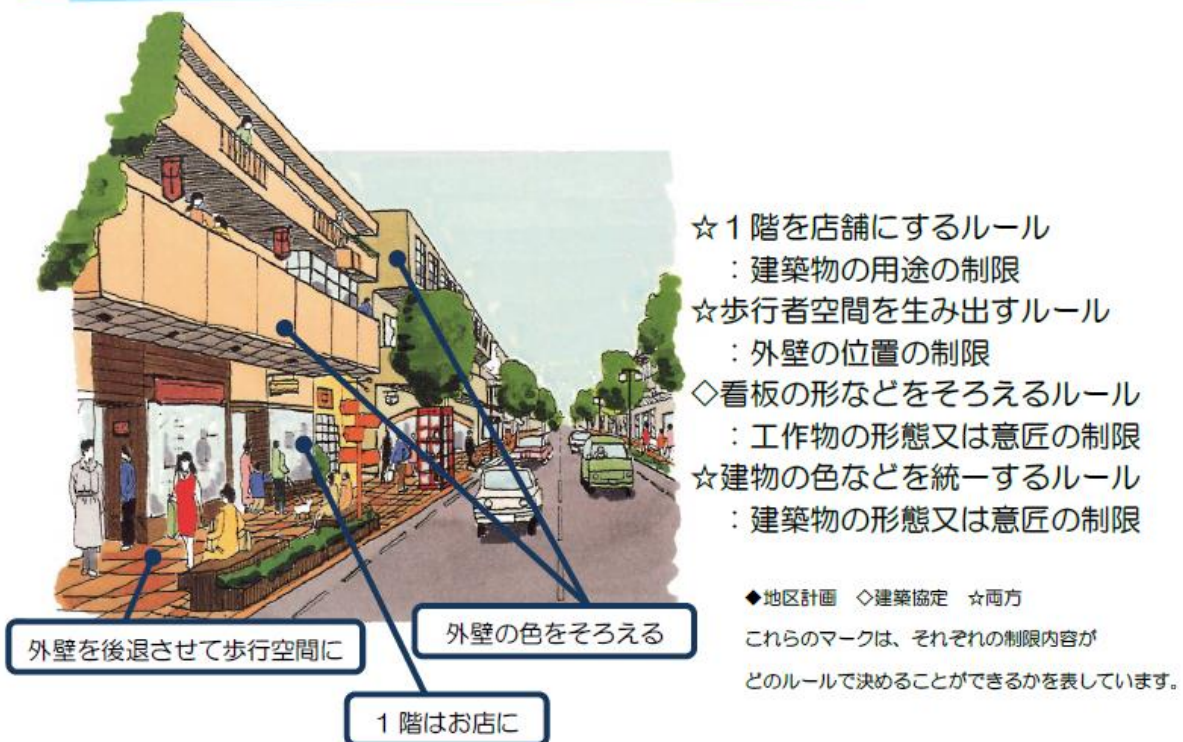 ☆1階を店舗にするルール
：建築物の用途の制限
☆歩行者空間を生み出すルール
：外壁の位置の制限
◇看板の形などをそろえるルール
：工作物の形態又は意匠の制限
☆建物の色などを統一するルール
：建築物の形態又は意匠の制限
◆地区計画　◇建築協定　☆両方
これらのマークは、それぞれの制限内容が
どのルールで決めることができるかを表しています。
外壁を後退させて歩行空間に
外壁の色をそろえる
1階はお店に